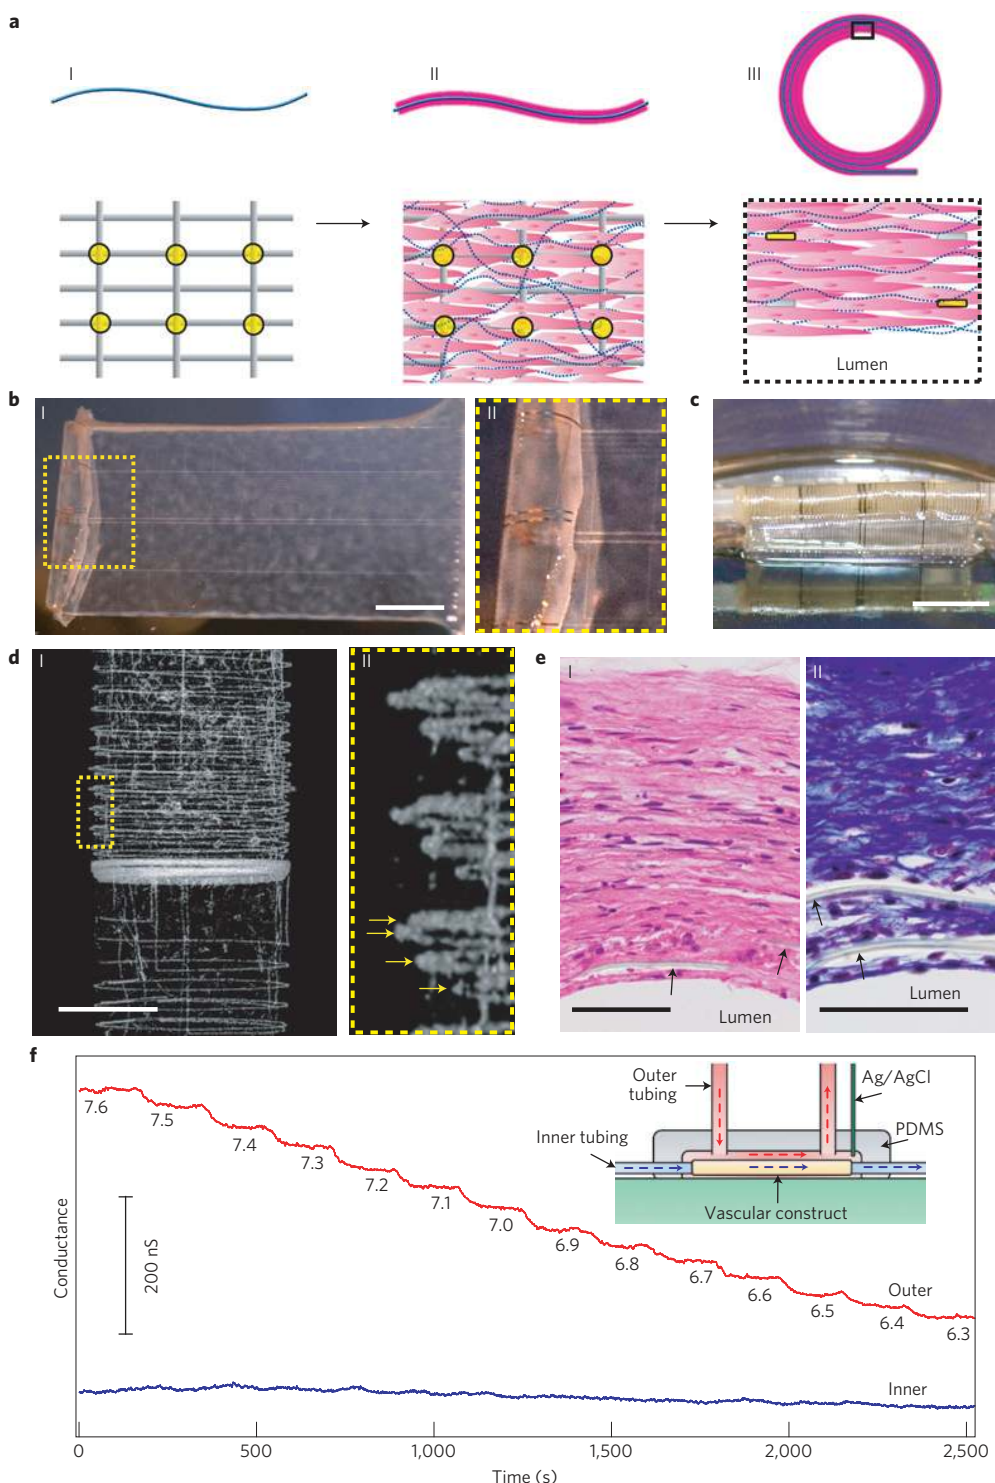 a
I
II
III
Lumen
b
I
II
c
d
I
II
e
I
II
Lumen
Lumen
f
7.6
7.5
7.4
7.3
7.2
7.1
7.0
6.9
6.8
6.7
6.6
6.5
6.4
6.3
Outer
tubing
Ag/AgCl
PDMS
Inner tubing
Vascular construct
Conductance
200 nS
Outer
Inner
0
500
1,000
1,500
2,000
2,500
Time (s)